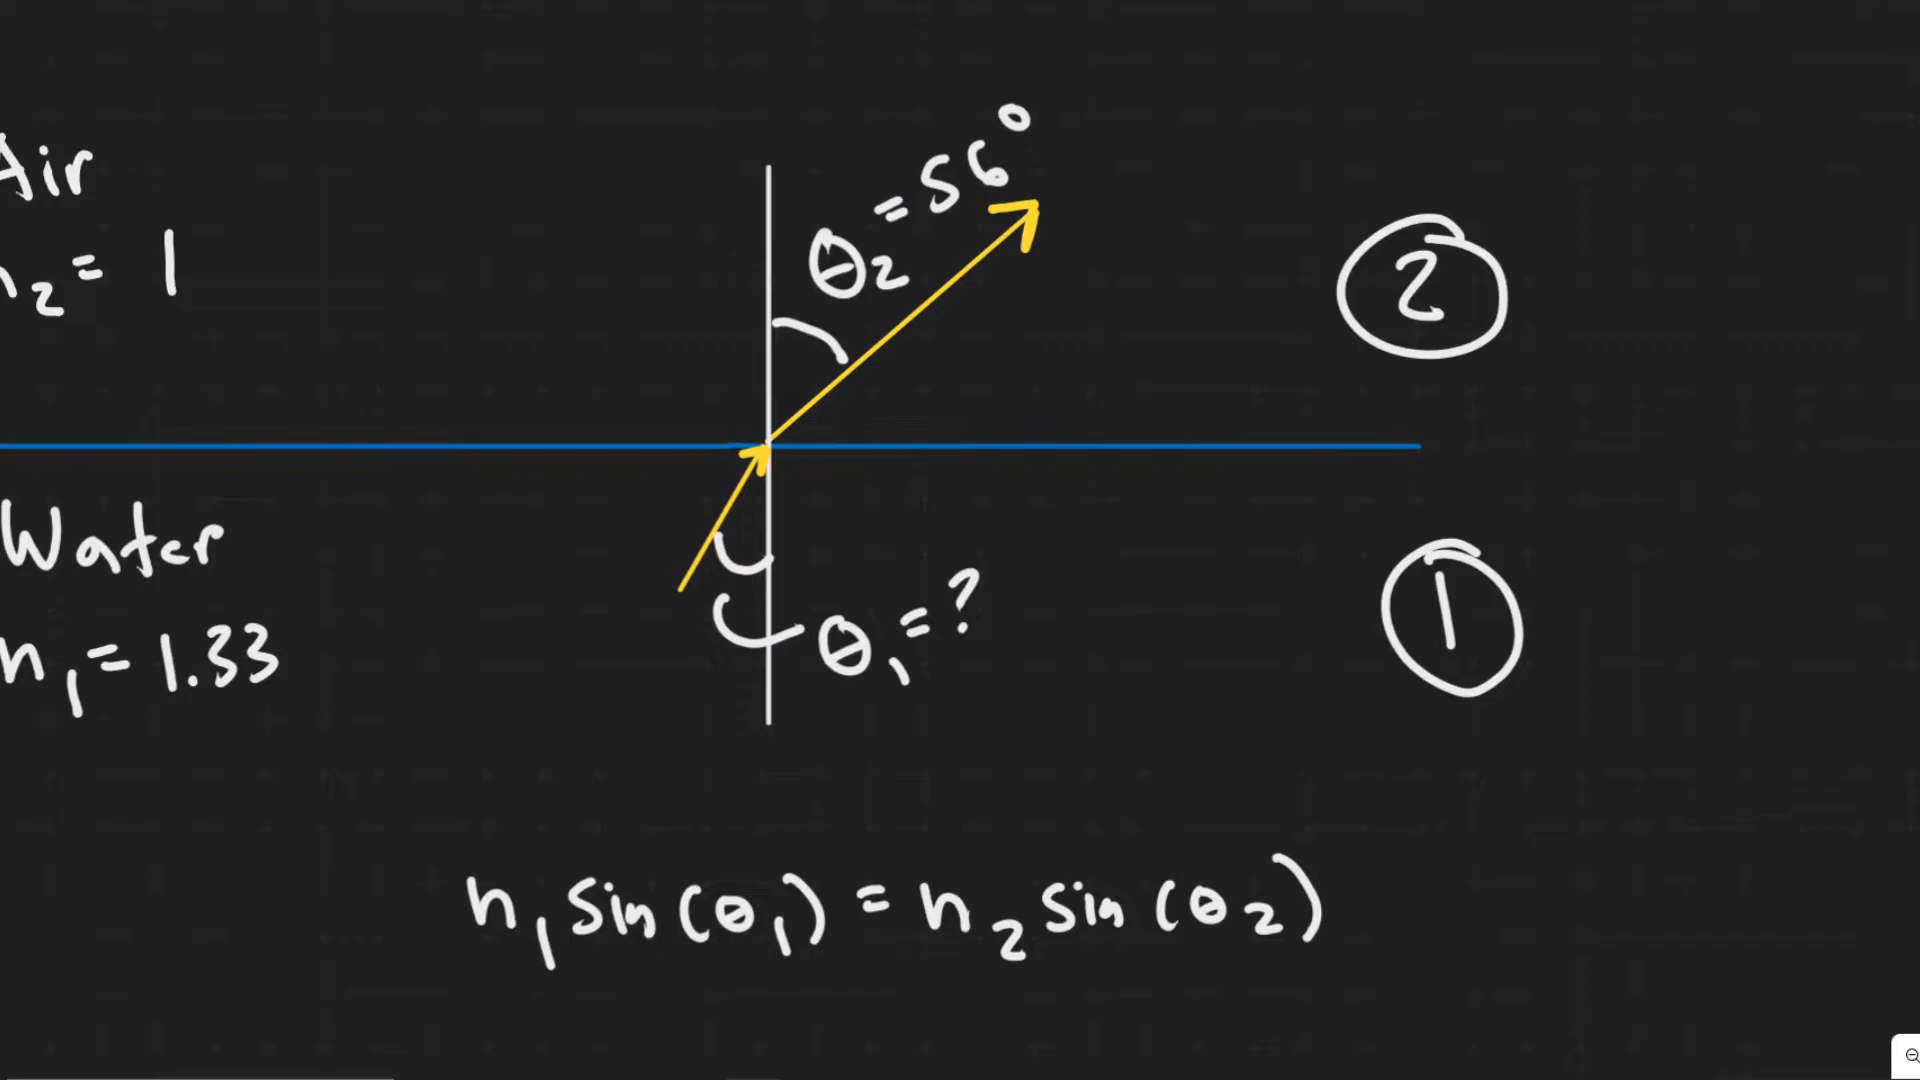 Air
n₂ = 1
θ₂ = 56°
2
Water
n₁ = 1.33
θ₁ = ?
1
n₁ sin(θ₁) = n₂ sin(θ₂)